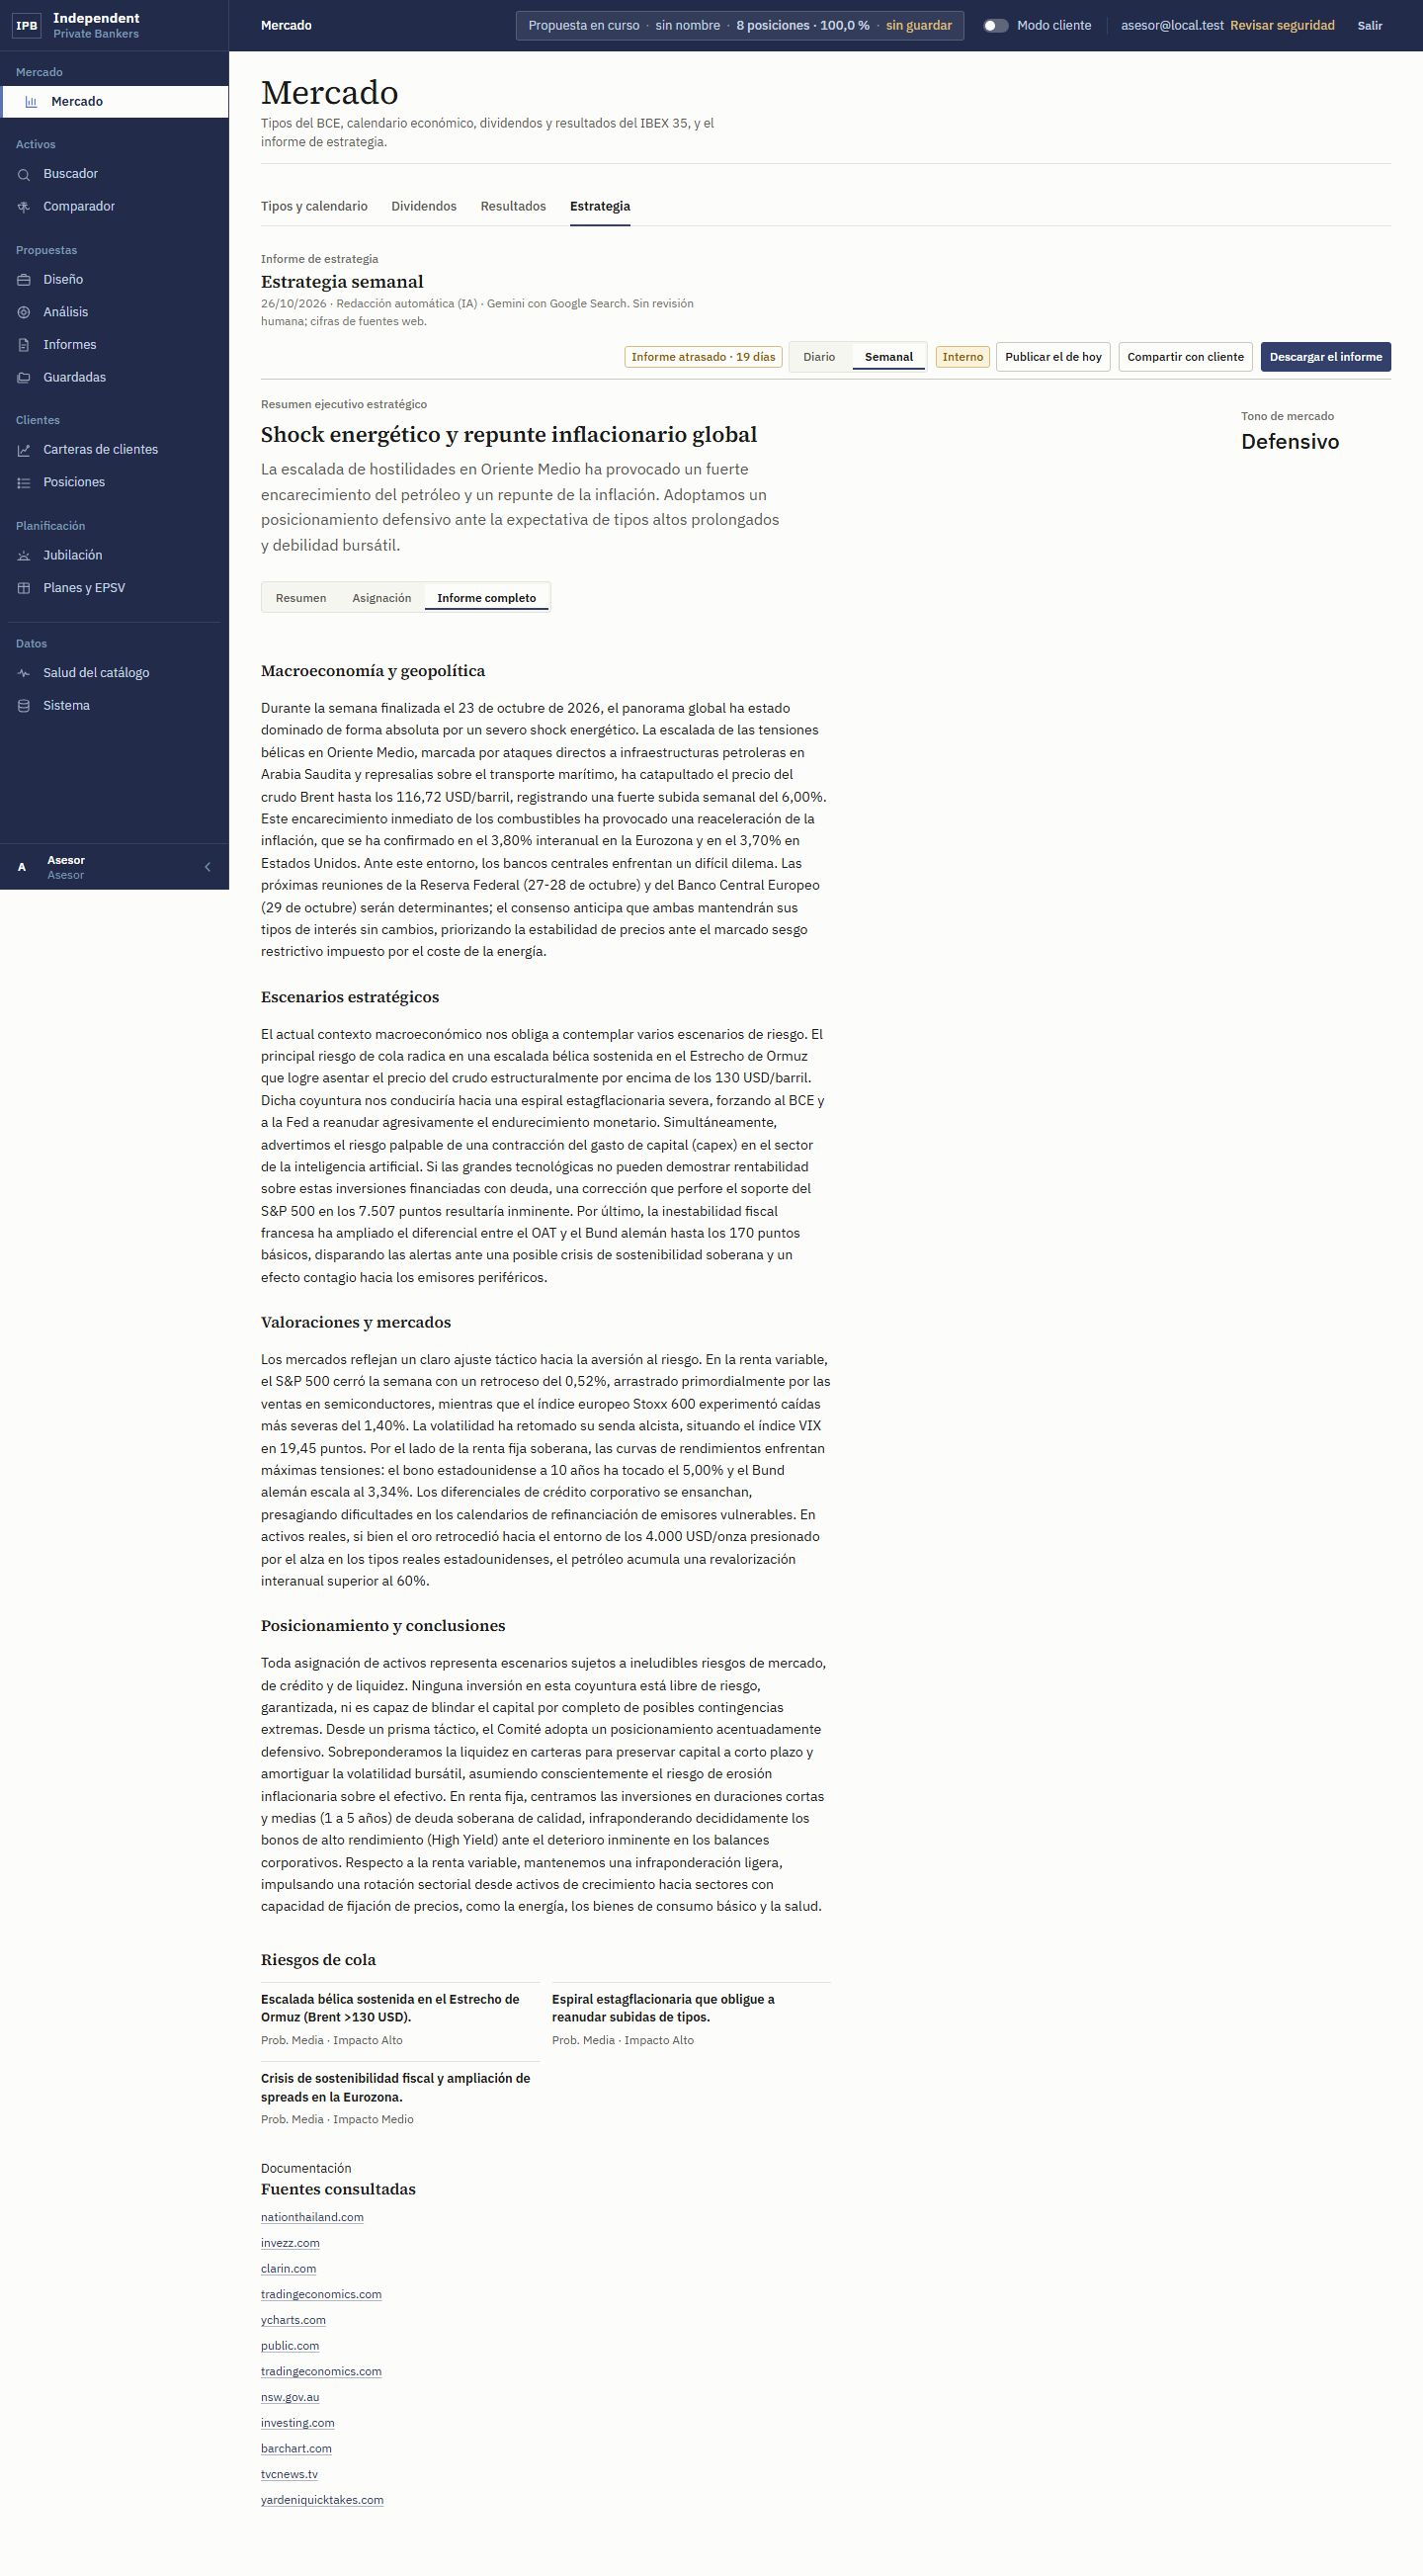 IPB
Independent
Private Bankers
Mercado
Propuesta en curso · sin nombre · 8 posiciones · 100,0 % · sin guardar
Modo cliente
asesor@local.test
Revisar seguridad
Salir
Mercado
Mercado
Activos
Buscador
Comparador
Propuestas
Diseño
Análisis
Informes
Guardadas
Clientes
Carteras de clientes
Posiciones
Planificación
Jubilación
Planes y EPSV
Datos
Salud del catálogo
Sistema
A
Asesor
Asesor
Mercado
Tipos del BCE, calendario económico, dividendos y resultados del IBEX 35, y el
informe de estrategia.
Tipos y calendario
Dividendos
Resultados
Estrategia
Informe de estrategia
Estrategia semanal
26/10/2026 · Redacción automática (IA) · Gemini con Google Search. Sin revisión
humana; cifras de fuentes web.
Informe atrasado · 19 días
Diario
Semanal
Interno
Publicar el de hoy
Compartir con cliente
Descargar el informe
Resumen ejecutivo estratégico
Shock energético y repunte inflacionario global
La escalada de hostilidades en Oriente Medio ha provocado un fuerte
encarecimiento del petróleo y un repunte de la inflación. Adoptamos un
posicionamiento defensivo ante la expectativa de tipos altos prolongados
y debilidad bursátil.
Tono de mercado
Defensivo
Resumen
Asignación
Informe completo
Macroeconomía y geopolítica
Durante la semana finalizada el 23 de octubre de 2026, el panorama global ha estado
dominado de forma absoluta por un severo shock energético. La escalada de las tensiones
bélicas en Oriente Medio, marcada por ataques directos a infraestructuras petroleras en
Arabia Saudita y represalias sobre el transporte marítimo, ha catapultado el precio del
crudo Brent hasta los 116,72 USD/barril, registrando una fuerte subida semanal del 6,00%.
Este encarecimiento inmediato de los combustibles ha provocado una reaceleración de la
inflación, que se ha confirmado en el 3,80% interanual en la Eurozona y en el 3,70% en
Estados Unidos. Ante este entorno, los bancos centrales enfrentan un difícil dilema. Las
próximas reuniones de la Reserva Federal (27-28 de octubre) y del Banco Central Europeo
(29 de octubre) serán determinantes; el consenso anticipa que ambas mantendrán sus
tipos de interés sin cambios, priorizando la estabilidad de precios ante el marcado sesgo
restrictivo impuesto por el coste de la energía.
Escenarios estratégicos
El actual contexto macroeconómico nos obliga a contemplar varios escenarios de riesgo. El
principal riesgo de cola radica en una escalada bélica sostenida en el Estrecho de Ormuz
que logre asentar el precio del crudo estructuralmente por encima de los 130 USD/barril.
Dicha coyuntura nos conduciría hacia una espiral estagflacionaria severa, forzando al BCE y
a la Fed a reanudar agresivamente el endurecimiento monetario. Simultáneamente,
advertimos el riesgo palpable de una contracción del gasto de capital (capex) en el sector
de la inteligencia artificial. Si las grandes tecnológicas no pueden demostrar rentabilidad
sobre estas inversiones financiadas con deuda, una corrección que perfore el soporte del
S&P 500 en los 7.507 puntos resultaría inminente. Por último, la inestabilidad fiscal
francesa ha ampliado el diferencial entre el OAT y el Bund alemán hasta los 170 puntos
básicos, disparando las alertas ante una posible crisis de sostenibilidad soberana y un
efecto contagio hacia los emisores periféricos.
Valoraciones y mercados
Los mercados reflejan un claro ajuste táctico hacia la aversión al riesgo. En la renta variable,
el S&P 500 cerró la semana con un retroceso del 0,52%, arrastrado primordialmente por las
ventas en semiconductores, mientras que el índice europeo Stoxx 600 experimentó caídas
más severas del 1,40%. La volatilidad ha retomado su senda alcista, situando el índice VIX
en 19,45 puntos. Por el lado de la renta fija soberana, las curvas de rendimientos enfrentan
máximas tensiones: el bono estadounidense a 10 años ha tocado el 5,00% y el Bund
alemán escala al 3,34%. Los diferenciales de crédito corporativo se ensanchan,
presagiando dificultades en los calendarios de refinanciación de emisores vulnerables. En
activos reales, si bien el oro retrocedió hacia el entorno de los 4.000 USD/onza presionado
por el alza en los tipos reales estadounidenses, el petróleo acumula una revalorización
interanual superior al 60%.
Posicionamiento y conclusiones
Toda asignación de activos representa escenarios sujetos a ineludibles riesgos de mercado,
de crédito y de liquidez. Ninguna inversión en esta coyuntura está libre de riesgo,
garantizada, ni es capaz de blindar el capital por completo de posibles contingencias
extremas. Desde un prisma táctico, el Comité adopta un posicionamiento acentuadamente
defensivo. Sobreponderamos la liquidez en carteras para preservar capital a corto plazo y
amortiguar la volatilidad bursátil, asumiendo conscientemente el riesgo de erosión
inflacionaria sobre el efectivo. En renta fija, centramos las inversiones en duraciones cortas
y medias (1 a 5 años) de deuda soberana de calidad, infraponderando decididamente los
bonos de alto rendimiento (High Yield) ante el deterioro inminente en los balances
corporativos. Respecto a la renta variable, mantenemos una infraponderación ligera,
impulsando una rotación sectorial desde activos de crecimiento hacia sectores con
capacidad de fijación de precios, como la energía, los bienes de consumo básico y la salud.
Riesgos de cola
Escalada bélica sostenida en el Estrecho de
Ormuz (Brent >130 USD).
Prob. Media · Impacto Alto
Espiral estagflacionaria que obligue a
reanudar subidas de tipos.
Prob. Media · Impacto Alto
Crisis de sostenibilidad fiscal y ampliación de
spreads en la Eurozona.
Prob. Media · Impacto Medio
Documentación
Fuentes consultadas
nationthailand.com
invezz.com
clarin.com
tradingeconomics.com
ycharts.com
public.com
tradingeconomics.com
nsw.gov.au
investing.com
barchart.com
tvcnews.tv
yardeniquicktakes.com